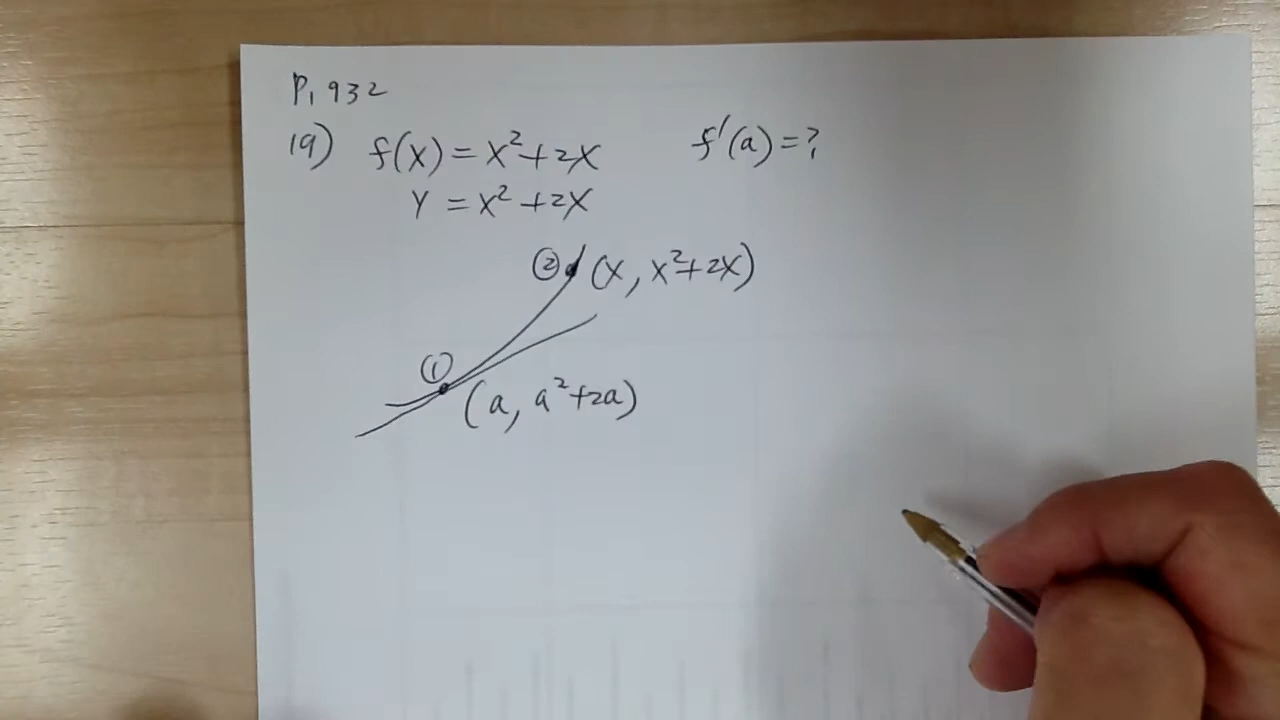 P, 932
19) f(x) = x²+2x f'(a) = ?
Y = x²+2x
② (x, x²+2x)
①
(a, a²+2a)